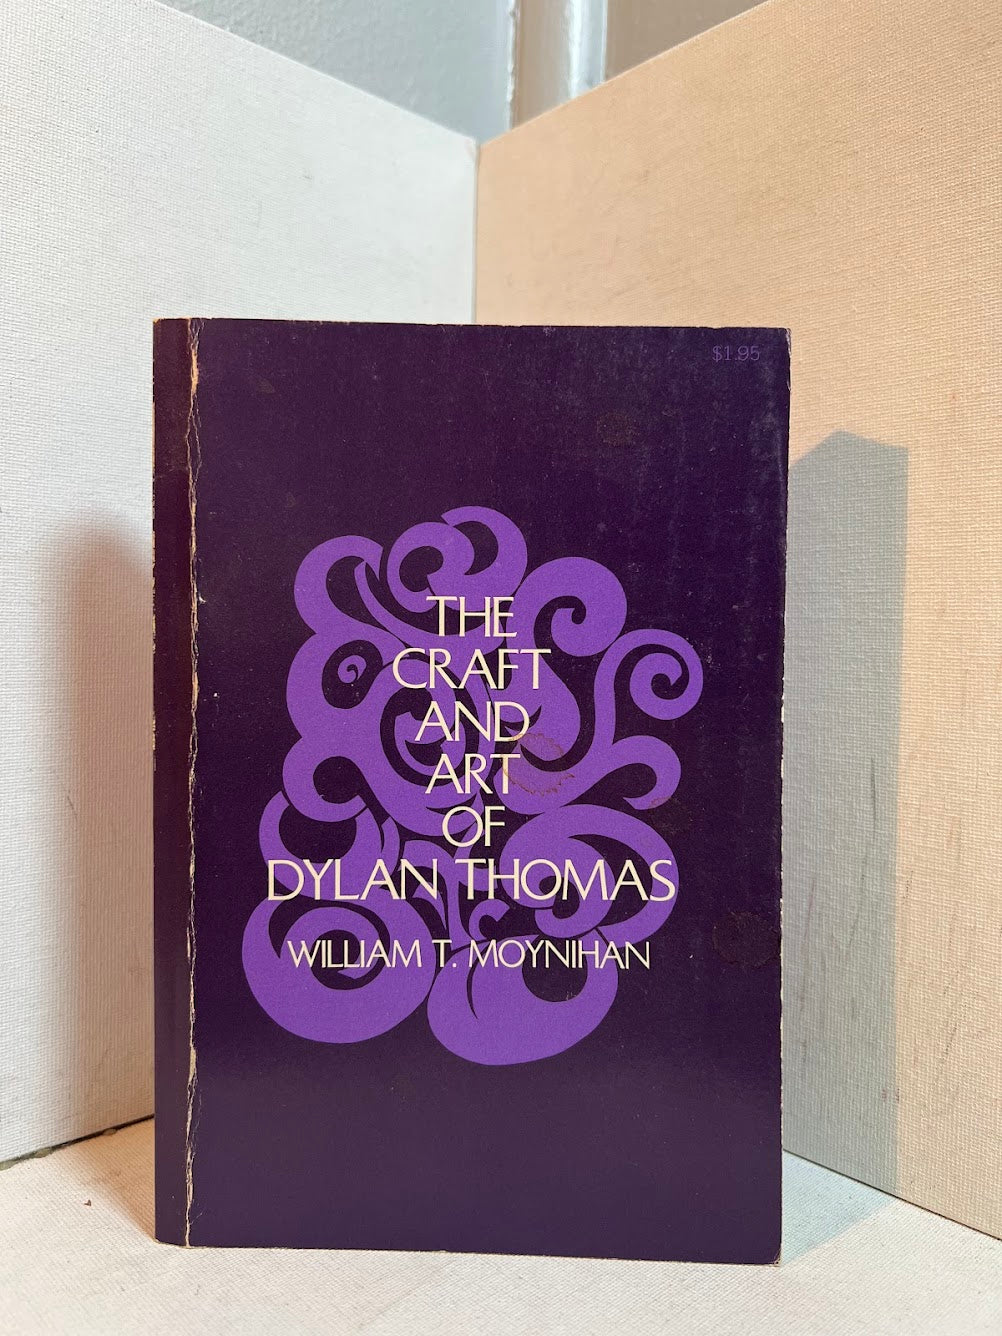 $1.95
THE
CRAFT
AND
ART
OF
DYLAN THOMAS
WILLIAM T. MOYNIHAN